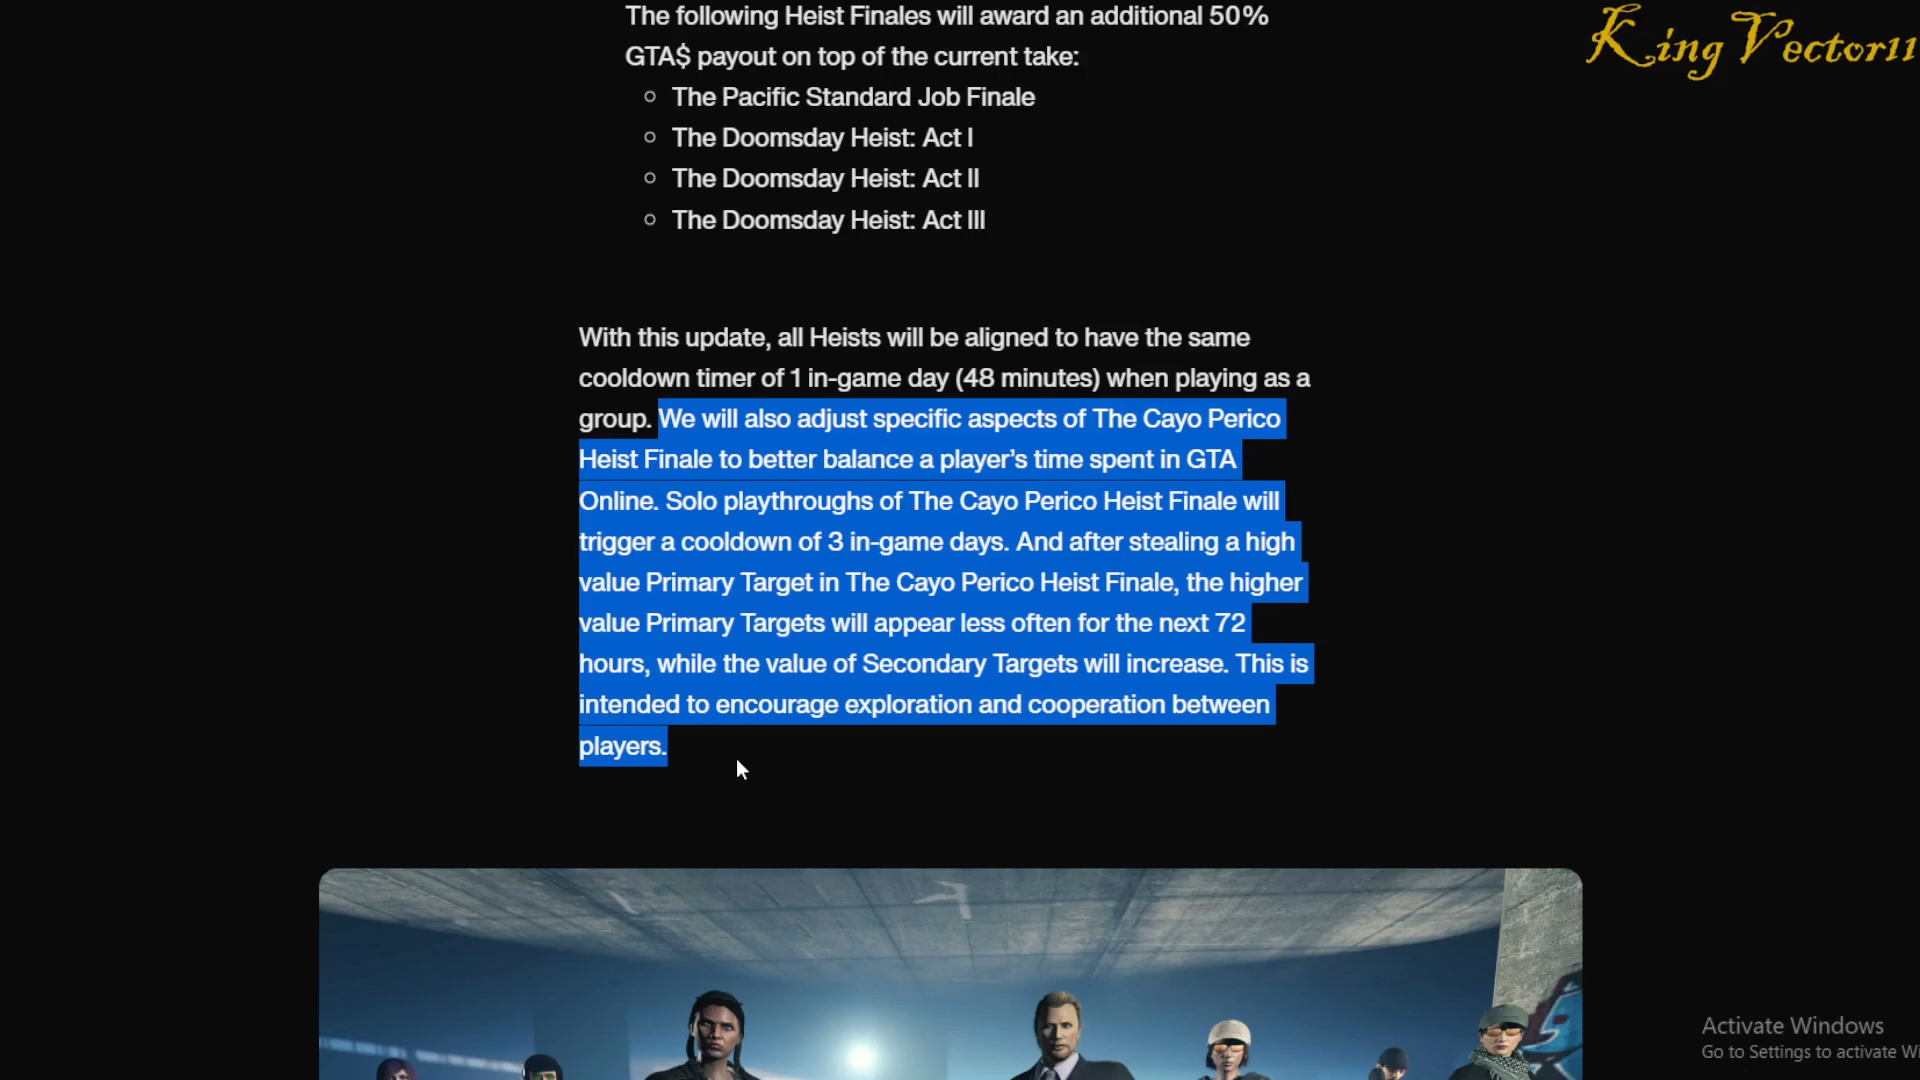 The following Heist Finales will award an additional 50%
GTA$ payout on top of the current take:
The Pacific Standard Job Finale
The Doomsday Heist: Act I
The Doomsday Heist: Act II
The Doomsday Heist: Act III
With this update, all Heists will be aligned to have the same
cooldown timer of 1 in-game day (48 minutes) when playing as a
group. We will also adjust specific aspects of The Cayo Perico
Heist Finale to better balance a player’s time spent in GTA
Online. Solo playthroughs of The Cayo Perico Heist Finale will
trigger a cooldown of 3 in-game days. And after stealing a high
value Primary Target in The Cayo Perico Heist Finale, the higher
value Primary Targets will appear less often for the next 72
hours, while the value of Secondary Targets will increase. This is
intended to encourage exploration and cooperation between
players.
King Vector11
Activate Windows
Go to Settings to activate Wi